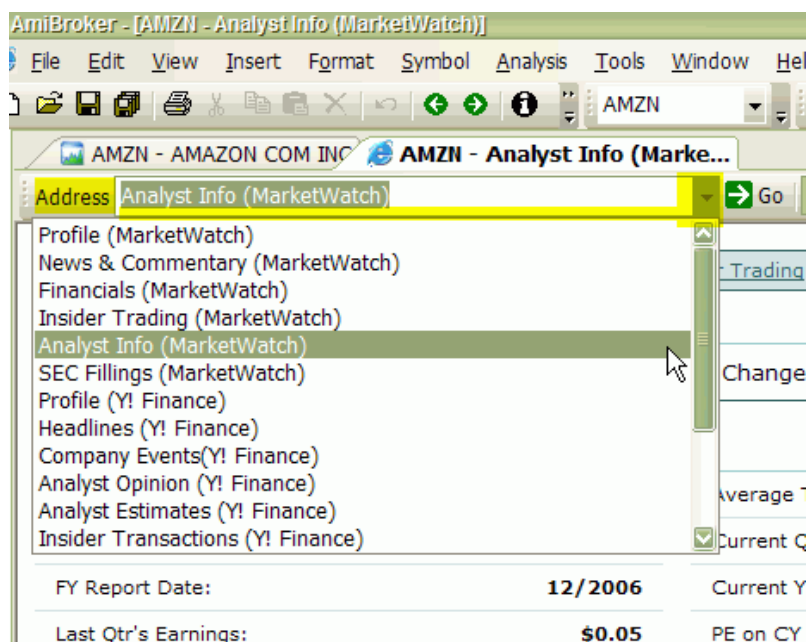 AmiBroker - [AMZN - Analyst Info (MarketWatch)]
File Edit View Insert Format Symbol Analysis Tools Window Hel
AMZN
AMZN - AMAZON COM INC AMZN - Analyst Info (Marke...
Address Analyst Info (MarketWatch) Go
Profile (MarketWatch)
News & Commentary (MarketWatch)
Financials (MarketWatch)
r Trading
Insider Trading (MarketWatch)
Analyst Info (MarketWatch)
SEC Fillings (MarketWatch)
Change
Profile (Y! Finance)
Headlines (Y! Finance)
Company Events(Y! Finance)
Analyst Opinion (Y! Finance)
Average T
Analyst Estimates (Y! Finance)
Insider Transactions (Y! Finance)
Current Q
FY Report Date: 12/2006 Current Y
Last Qtr's Earnings: $0.05 PE on CY